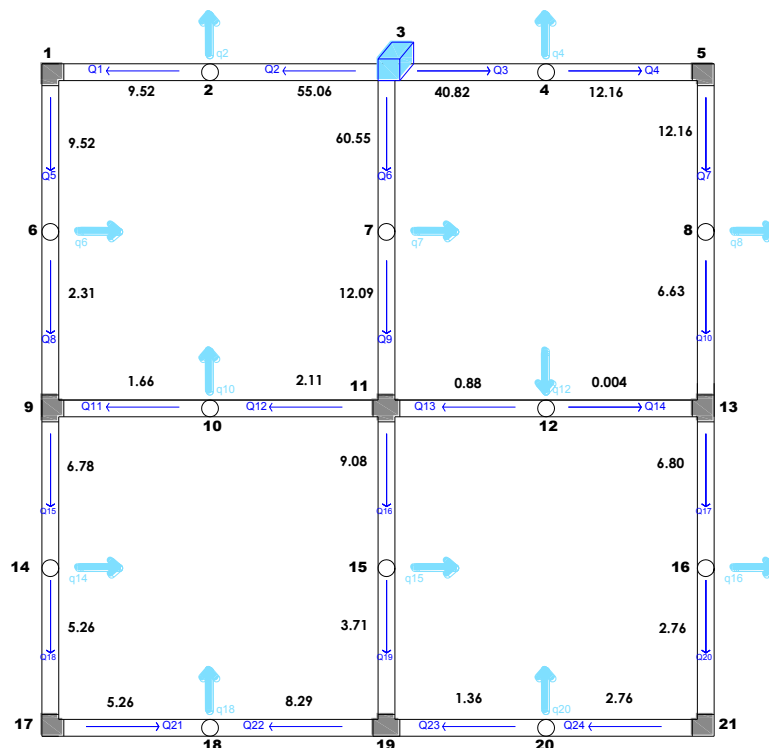 3
1
q2
q4
5
Q1
Q2
Q3
Q4
2
4
9.52
55.06
40.82
12.16
9.52
60.55
12.16
Q5
Q6
Q7
6
7
8
q6
q7
q8
2.31
12.09
6.63
Q8
Q9
Q10
1.66
2.11
11
0.88
0.004
q10
q12
9
Q11
Q12
Q13
Q14
13
10
12
6.78
9.08
6.80
Q15
Q16
Q17
14
15
16
q14
q15
q16
5.26
3.71
2.76
Q18
Q19
Q20
5.26
8.29
1.36
2.76
q18
q20
17
Q21
Q22
Q23
Q24
21
18
19
20